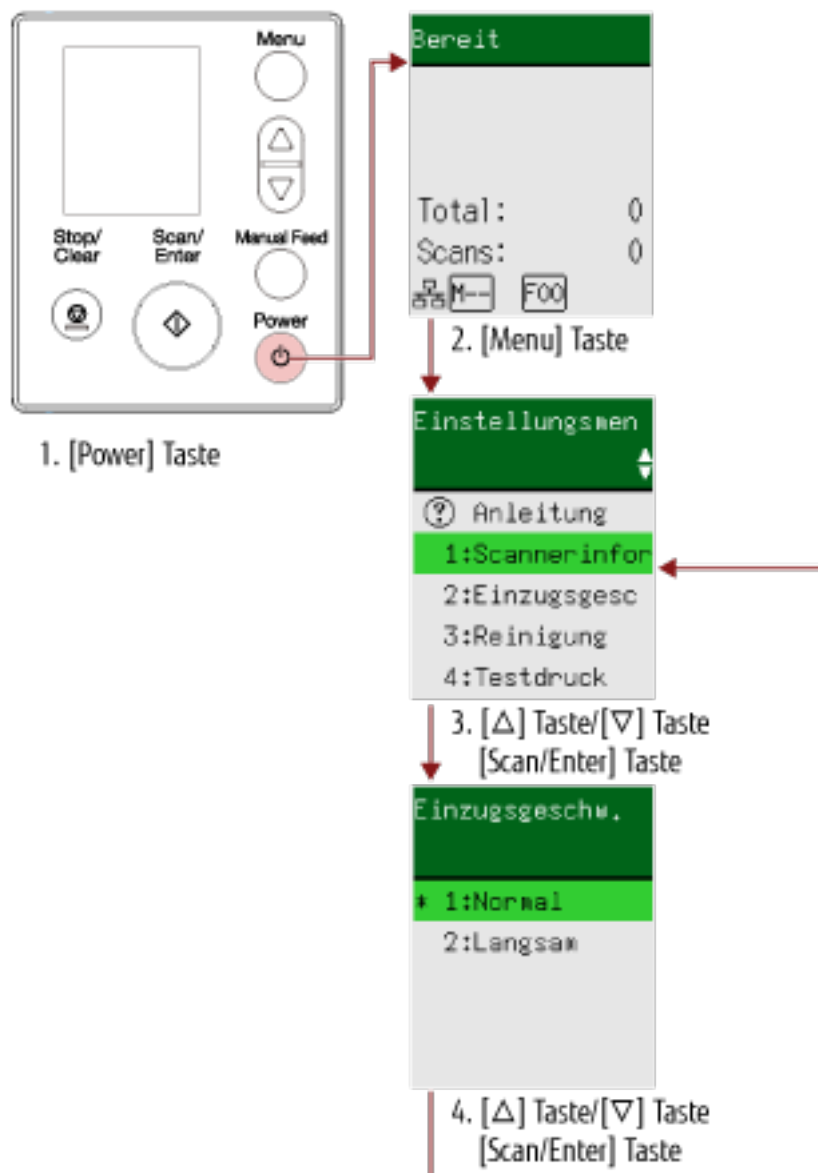 Menu
Stop/
Clear
Scan/
Enter
Manual Feed
Power
1. [Power] Taste
Bereit
Total: 0
Scans: 0
M-- F00
2. [Menu] Taste
Einstellungsmen
? Anleitung
1:Scannerinfor
2:Einzugsgesc
3:Reinigung
4:Testdruck
3. [△] Taste/[▽] Taste
[Scan/Enter] Taste
Einzugsgeschw.
* 1:Normal
2:Langsam
4. [△] Taste/[▽] Taste
[Scan/Enter] Taste